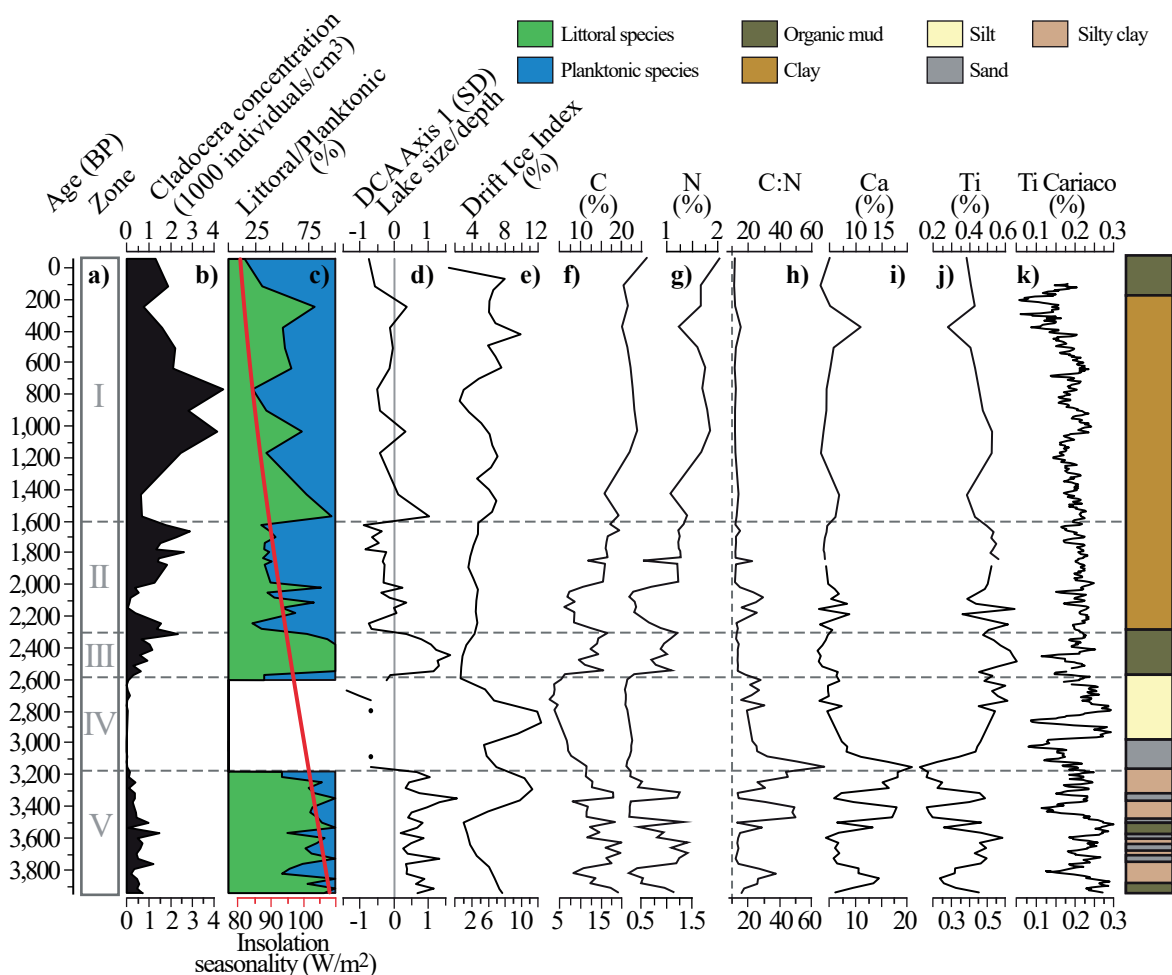 Littoral species
Organic mud
Silt
Silty clay
Planktonic species
Clay
Sand
Age (BP)
Zone
Cladocera concentration
(1000 individuals/cm³)
Littoral/Planktonic
(%)
DCA Axis 1 (SD)
Lake size/depth
Drift Ice Index
(%)
C
(%)
N
(%)
C:N
Ca
(%)
Ti
(%)
Ti Cariaco
(%)
0 1 2 3 4
25 75
-1 0 1
4 8 12
10 20
1 2
20 40 60
10 15
0.2 0.4 0.6
0.1 0.2 0.3
a) b) c) d) e) f) g) h) i) j) k)
0
200
400
600
800
1,000
1,200
1,400
1,600
1,800
2,000
2,200
2,400
2,600
2,800
3,000
3,200
3,400
3,600
3,800
I
II
III
IV
V
0 1 2 3 4
80 90 100
-1 0 1
2 6 10
5 15
0.5 1.5
20 40 60
5 10 20
0.3 0.5
0.1 0.2 0.3
Insolation
seasonality (W/m²)